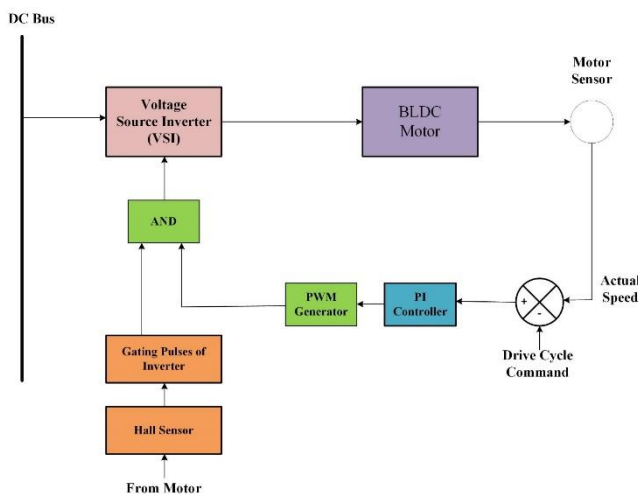 DC Bus
Voltage
Source Inverter
(VSI)
BLDC
Motor
Motor
Sensor
AND
PWM
Generator
PI
Controller
+
-
Actual
Speed
Drive Cycle
Command
Gating Pulses of
Inverter
Hall Sensor
From Motor